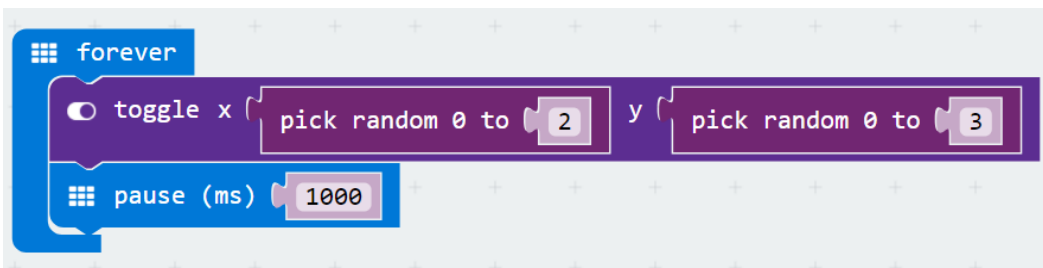 forever
toggle x pick random 0 to 2 y pick random 0 to 3
pause (ms) 1000